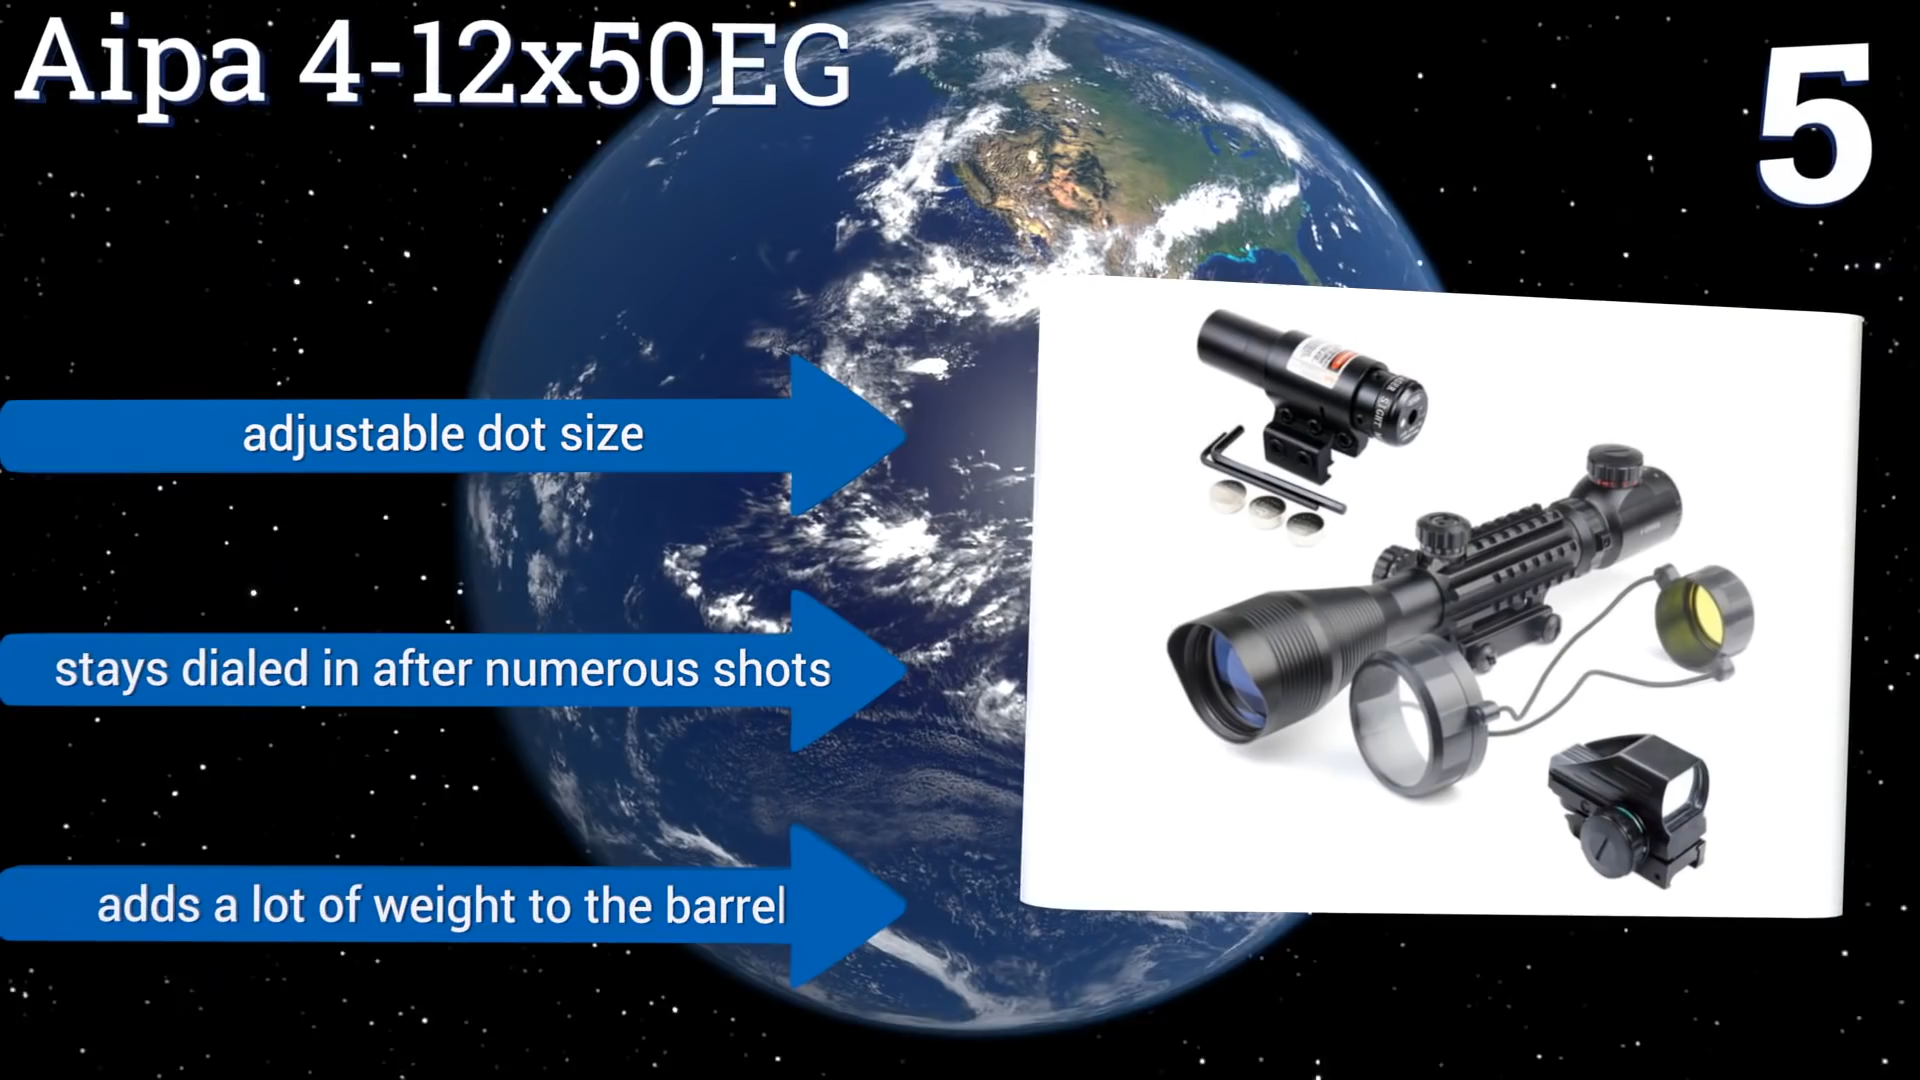 Aipa 4-12x50EG
5
adjustable dot size
stays dialed in after numerous shots
adds a lot of weight to the barrel